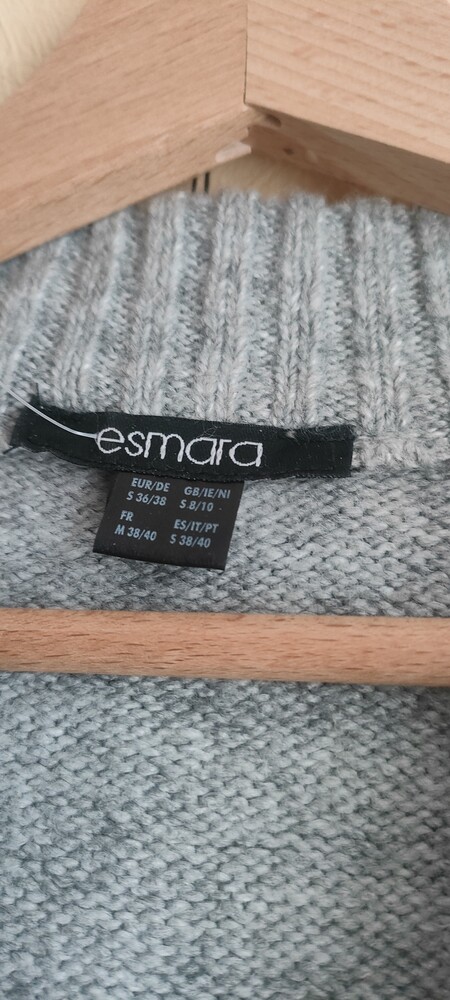 esmara
EUR/DE GB/IE/NI
S 36/38 S 8/10
FR ES/IT/PT
M 38/40 S 38/40